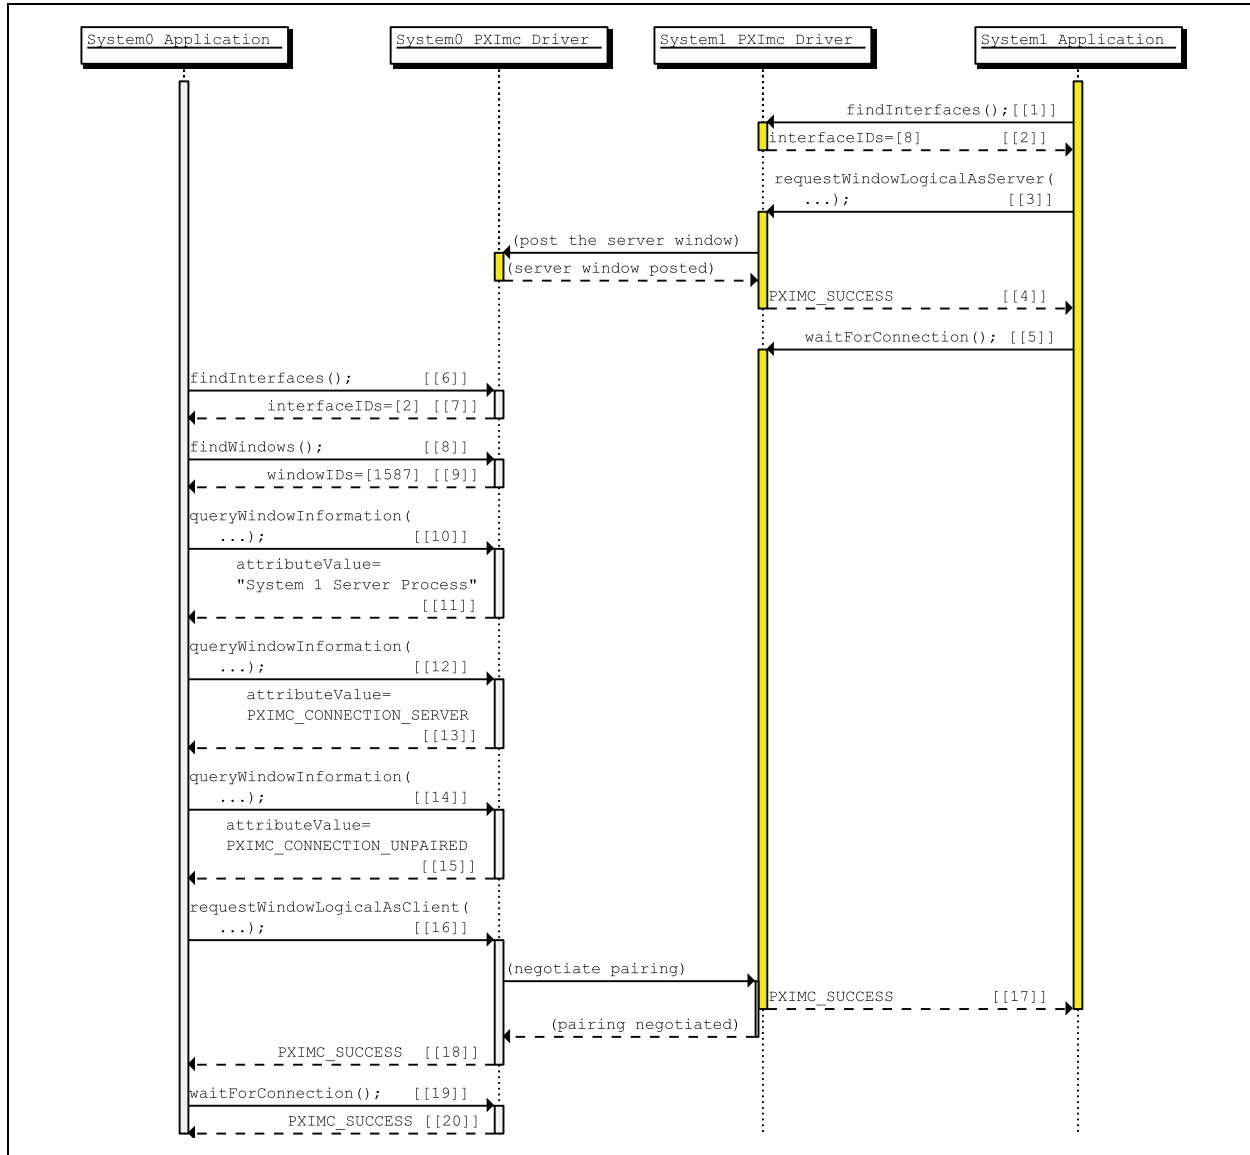 System0 Application System0 PXImc Driver System1 PXImc Driver System1 Application
findInterfaces();[[1]]
interfaceIDs=[8] [[2]]
requestWindowLogicalAsServer(
...); [[3]]
(post the server window)
(server window posted)
PXIMC_SUCCESS [[4]]
waitForConnection(); [[5]]
findInterfaces(); [[6]]
interfaceIDs=[2] [[7]]
findWindows(); [[8]]
windowIDs=[1587] [[9]]
queryWindowInformation(
...); [[10]]
attributeValue=
"System 1 Server Process"
[[11]]
queryWindowInformation(
...); [[12]]
attributeValue=
PXIMC_CONNECTION_SERVER
[[13]]
queryWindowInformation(
...); [[14]]
attributeValue=
PXIMC_CONNECTION_UNPAIRED
[[15]]
requestWindowLogicalAsClient(
...); [[16]]
(negotiate pairing)
PXIMC_SUCCESS [[17]]
(pairing negotiated)
PXIMC_SUCCESS [[18]]
waitForConnection(); [[19]]
PXIMC_SUCCESS [[20]]